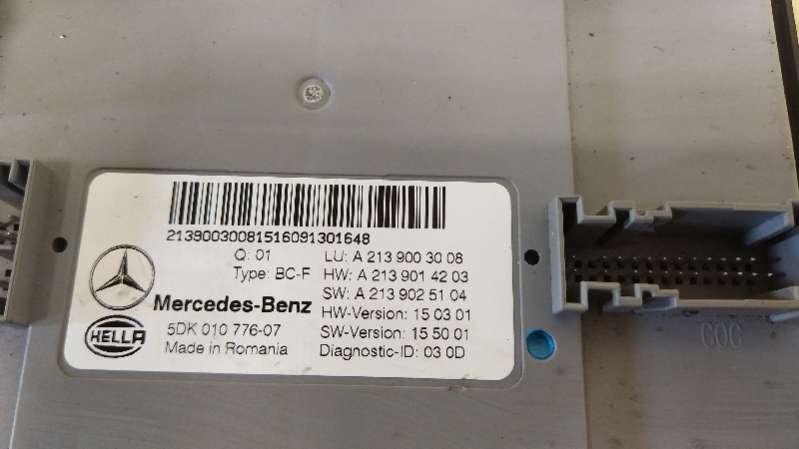 21390030081516091301648
Q: 01
Type: BC-F
Mercedes-Benz
HELLA
5DK 010 776-07
Made in Romania
LU: A 213 900 30 08
HW: A 213 901 42 03
SW: A 213 902 51 04
HW-Version: 15 03 01
SW-Version: 15 50 01
Diagnostic-ID: 03 0D
COC